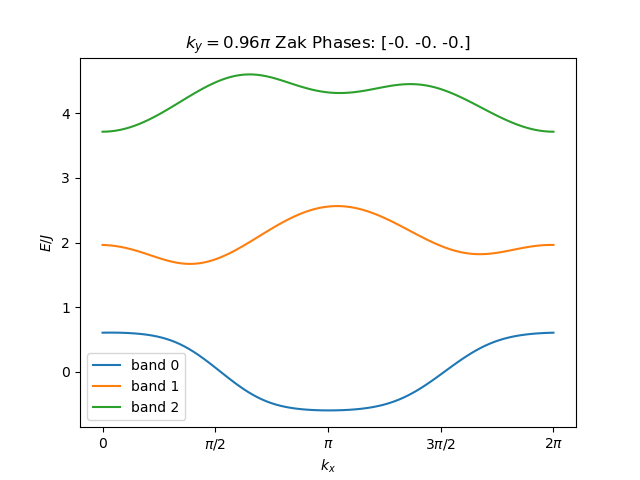 k_y = 0.96π Zak Phases: [-0. -0. -0.]
E/J
4
3
2
1
0
band 0
band 1
band 2
0
π/2
π
3π/2
2π
k_x